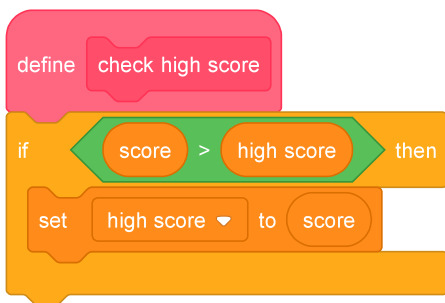 define check high score
if score > high score then
set high score to score